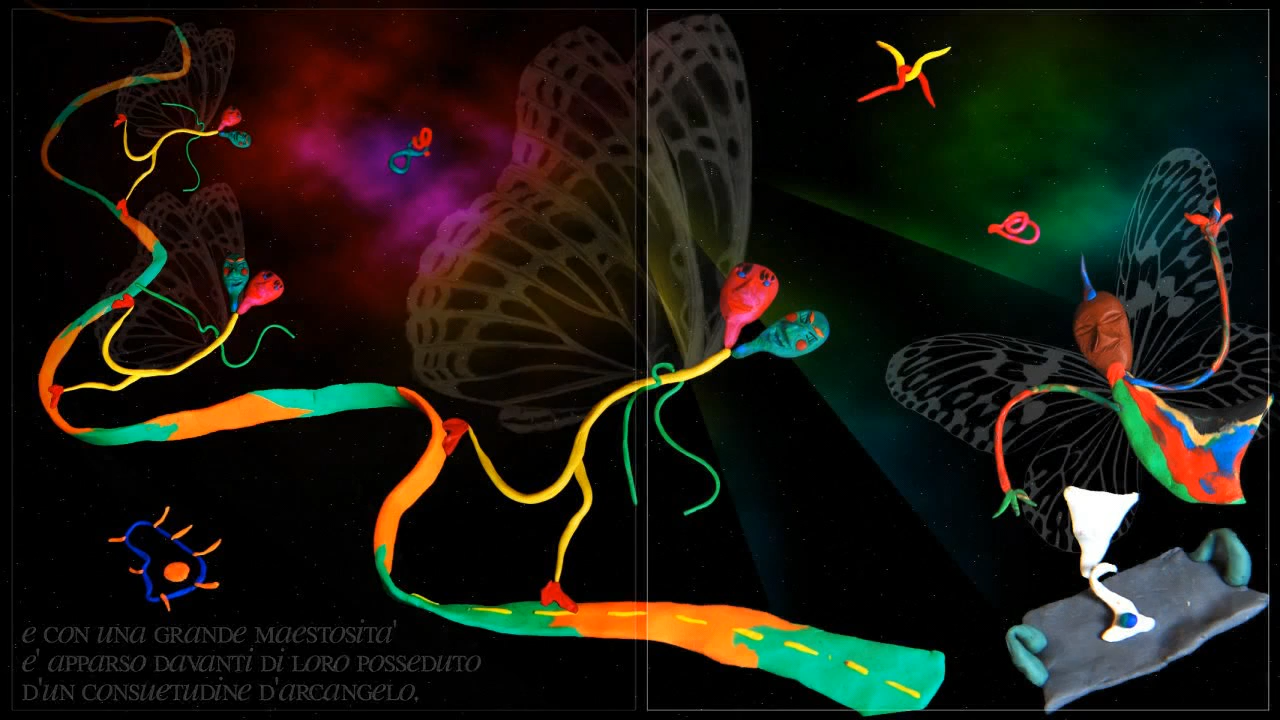 e CON UNA GRANDE MAESTOSITA'
e' APPARSO DAVANTI DI LORO POSSEDUTO
D'UN CONSUETUDINE D'ARCANGELO,